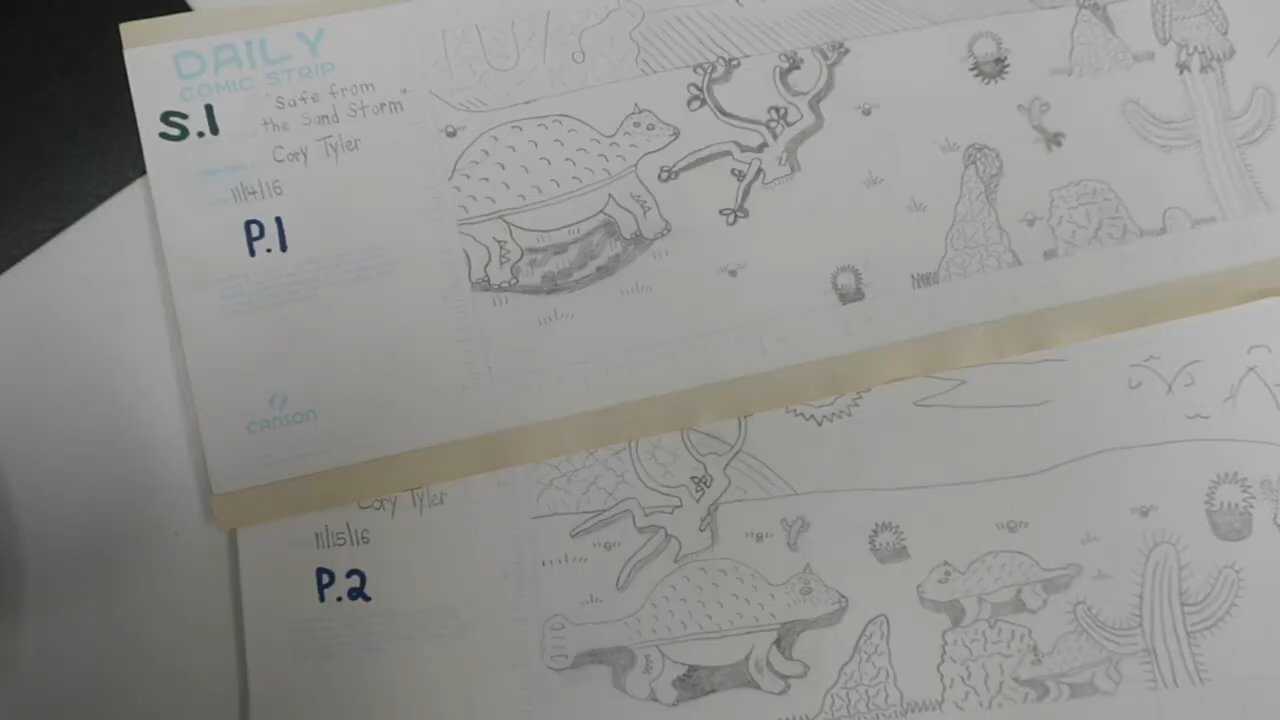 DAILY
COMIC STRIP
S.1
"Safe from
the Sand Storm"
Cory Tyler
11/4/16
P.1
CANSON
Cory Tyler
11/15/16
P.2